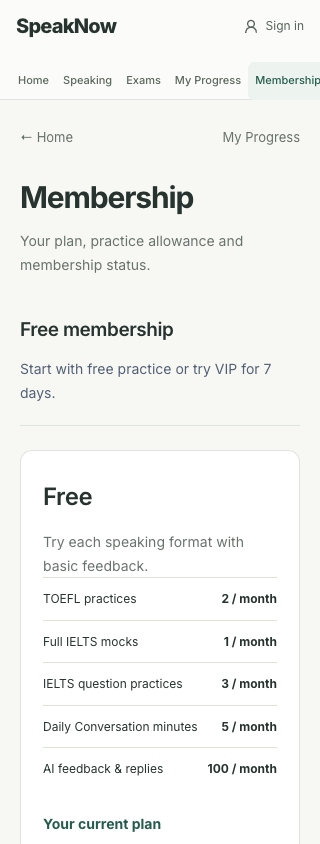 SpeakNow
Sign in
Home Speaking Exams My Progress Membership
← Home
My Progress
Membership
Your plan, practice allowance and
membership status.
Free membership
Start with free practice or try VIP for 7
days.
Free
Try each speaking format with
basic feedback.
TOEFL practices 2 / month
Full IELTS mocks 1 / month
IELTS question practices 3 / month
Daily Conversation minutes 5 / month
AI feedback & replies 100 / month
Your current plan